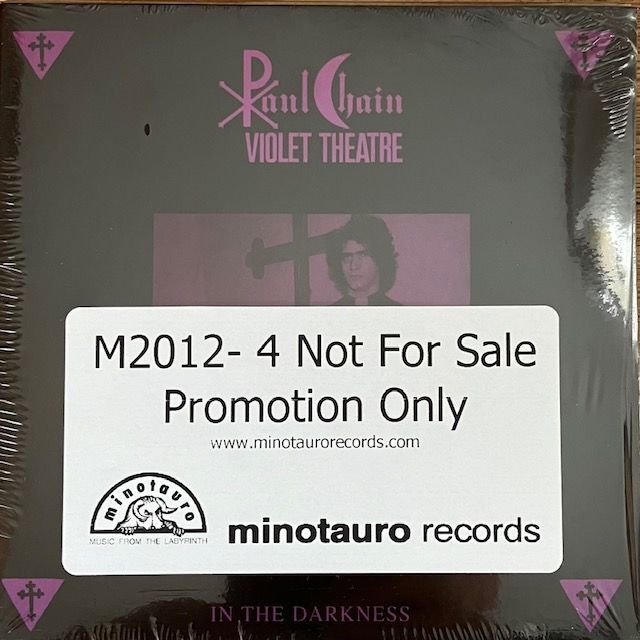 Paul Chain
VIOLET THEATRE
M2012- 4 Not For Sale
Promotion Only
www.minotaurorecords.com
minotauro
MUSIC FROM THE LABYRINTH
minotauro records
IN THE DARKNESS